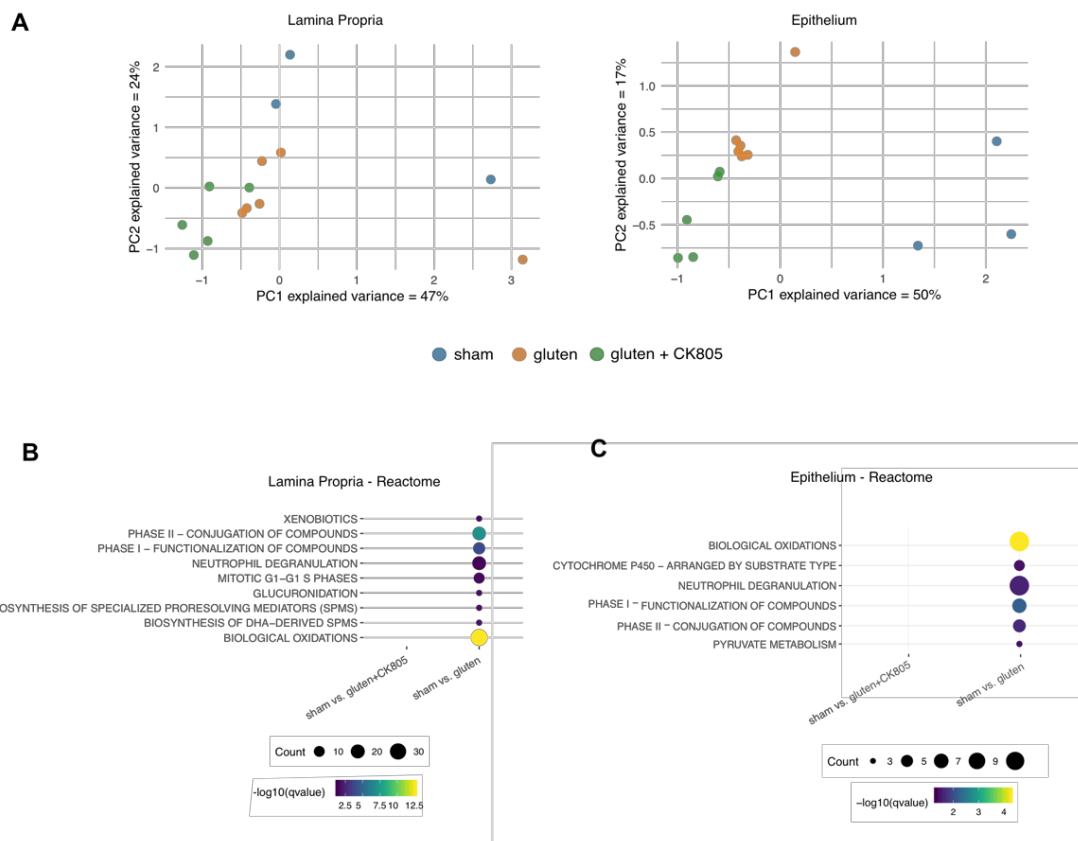 A
Lamina Propria
Epithelium
PC2 explained variance = 24%
2
1
0
−1
−1 0 1 2 3
PC1 explained variance = 47%
PC2 explained variance = 17%
1.0
0.5
0.0
−0.5
−1 0 1 2
PC1 explained variance = 50%
sham gluten gluten + CK805
B
Lamina Propria - Reactome
XENOBIOTICS
PHASE II − CONJUGATION OF COMPOUNDS
PHASE I − FUNCTIONALIZATION OF COMPOUNDS
NEUTROPHIL DEGRANULATION
MITOTIC G1−G1 S PHASES
GLUCURONIDATION
OSYNTHESIS OF SPECIALIZED PRORESOLVING MEDIATORS (SPMS)
BIOSYNTHESIS OF DHA−DERIVED SPMS
BIOLOGICAL OXIDATIONS
sham vs. gluten+CK805
sham vs. gluten
Count 10 20 30
-log10(qvalue)
2.5 5 7.5 10 12.5
C
Epithelium - Reactome
BIOLOGICAL OXIDATIONS
CYTOCHROME P450 − ARRANGED BY SUBSTRATE TYPE
NEUTROPHIL DEGRANULATION
PHASE I − FUNCTIONALIZATION OF COMPOUNDS
PHASE II − CONJUGATION OF COMPOUNDS
PYRUVATE METABOLISM
sham vs. gluten+CK805
sham vs. gluten
Count 3 5 7 9
−log10(qvalue)
2 3 4